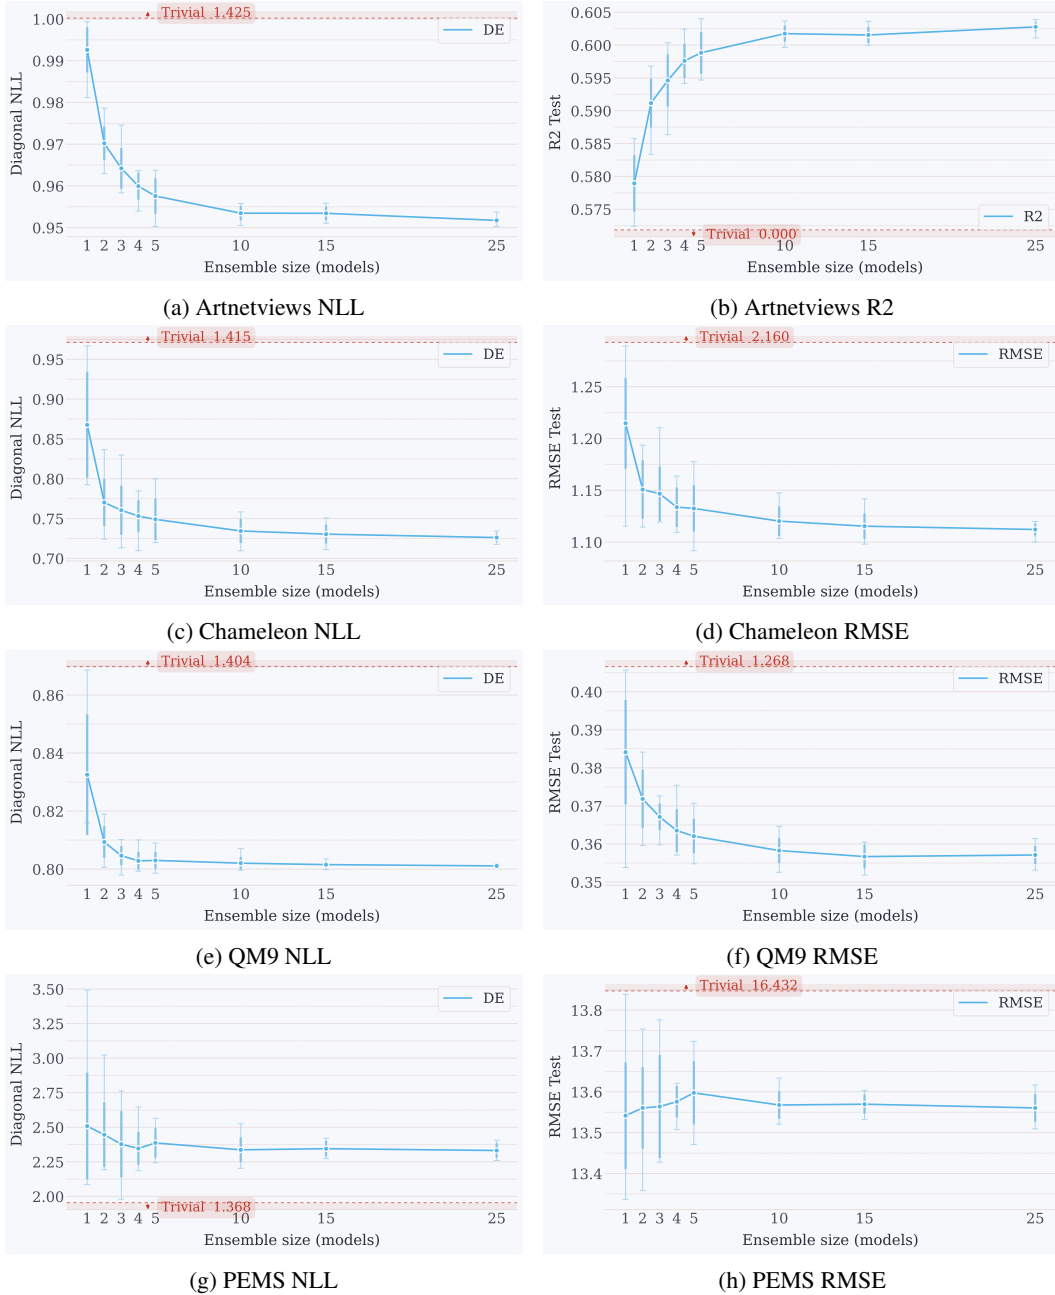 Trivial 1.425
DE
1.00
0.99
0.98
0.97
0.96
0.95
Diagonal NLL
1 2 3 4 5 10 15 25
Ensemble size (models)
(a) Artnetviews NLL
0.605
0.600
0.595
0.590
0.585
0.580
0.575
R2 Test
R2
Trivial 0.000
1 2 3 4 5 10 15 25
Ensemble size (models)
(b) Artnetviews R2
Trivial 1.415
DE
0.95
0.90
0.85
0.80
0.75
0.70
Diagonal NLL
1 2 3 4 5 10 15 25
Ensemble size (models)
(c) Chameleon NLL
Trivial 2.160
RMSE
1.25
1.20
1.15
1.10
RMSE Test
1 2 3 4 5 10 15 25
Ensemble size (models)
(d) Chameleon RMSE
Trivial 1.404
DE
0.86
0.84
0.82
0.80
Diagonal NLL
1 2 3 4 5 10 15 25
Ensemble size (models)
(e) QM9 NLL
Trivial 1.268
RMSE
0.40
0.39
0.38
0.37
0.36
0.35
RMSE Test
1 2 3 4 5 10 15 25
Ensemble size (models)
(f) QM9 RMSE
DE
3.50
3.25
3.00
2.75
2.50
2.25
2.00
Diagonal NLL
Trivial 1.368
1 2 3 4 5 10 15 25
Ensemble size (models)
(g) PEMS NLL
Trivial 16.432
RMSE
13.8
13.7
13.6
13.5
13.4
RMSE Test
1 2 3 4 5 10 15 25
Ensemble size (models)
(h) PEMS RMSE